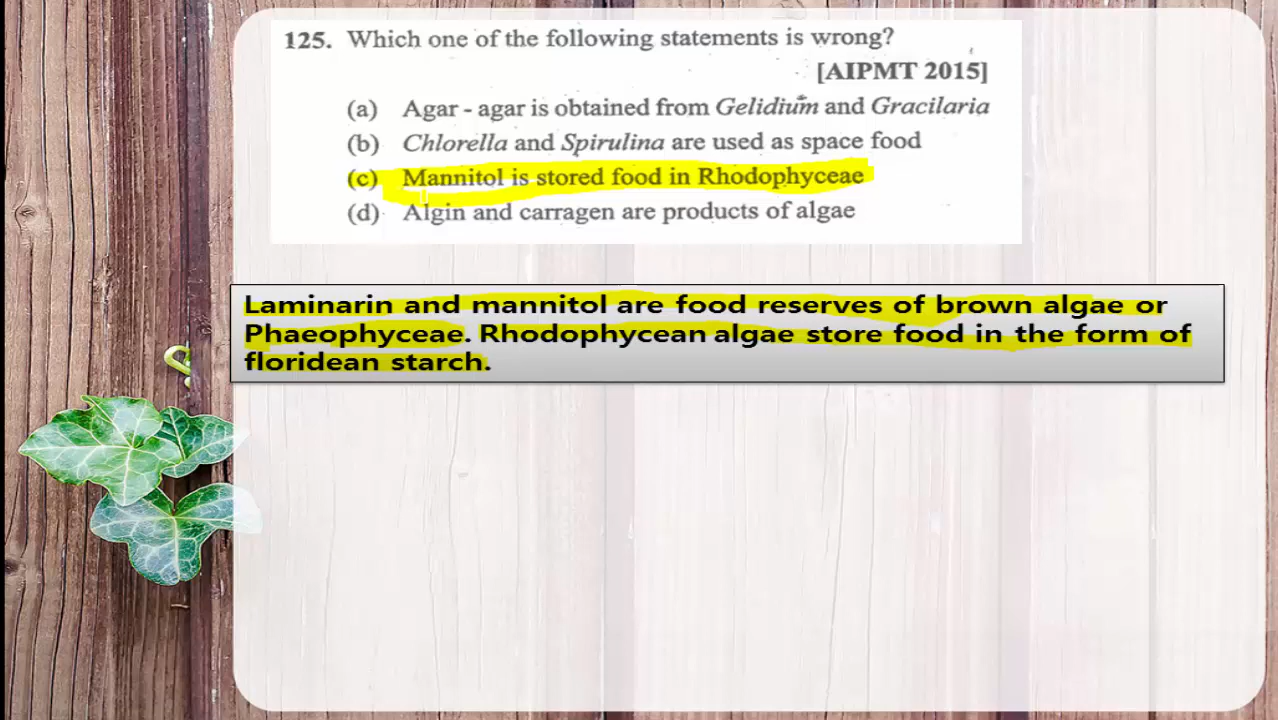 125. Which one of the following statements is wrong?
[AIPMT 2015]
(a) Agar - agar is obtained from Gelidium and Gracilaria
(b) Chlorella and Spirulina are used as space food
(c) Mannitol is stored food in Rhodophyceae
(d) Algin and carragen are products of algae
Laminarin and mannitol are food reserves of brown algae or
Phaeophyceae. Rhodophycean algae store food in the form of
floridean starch.